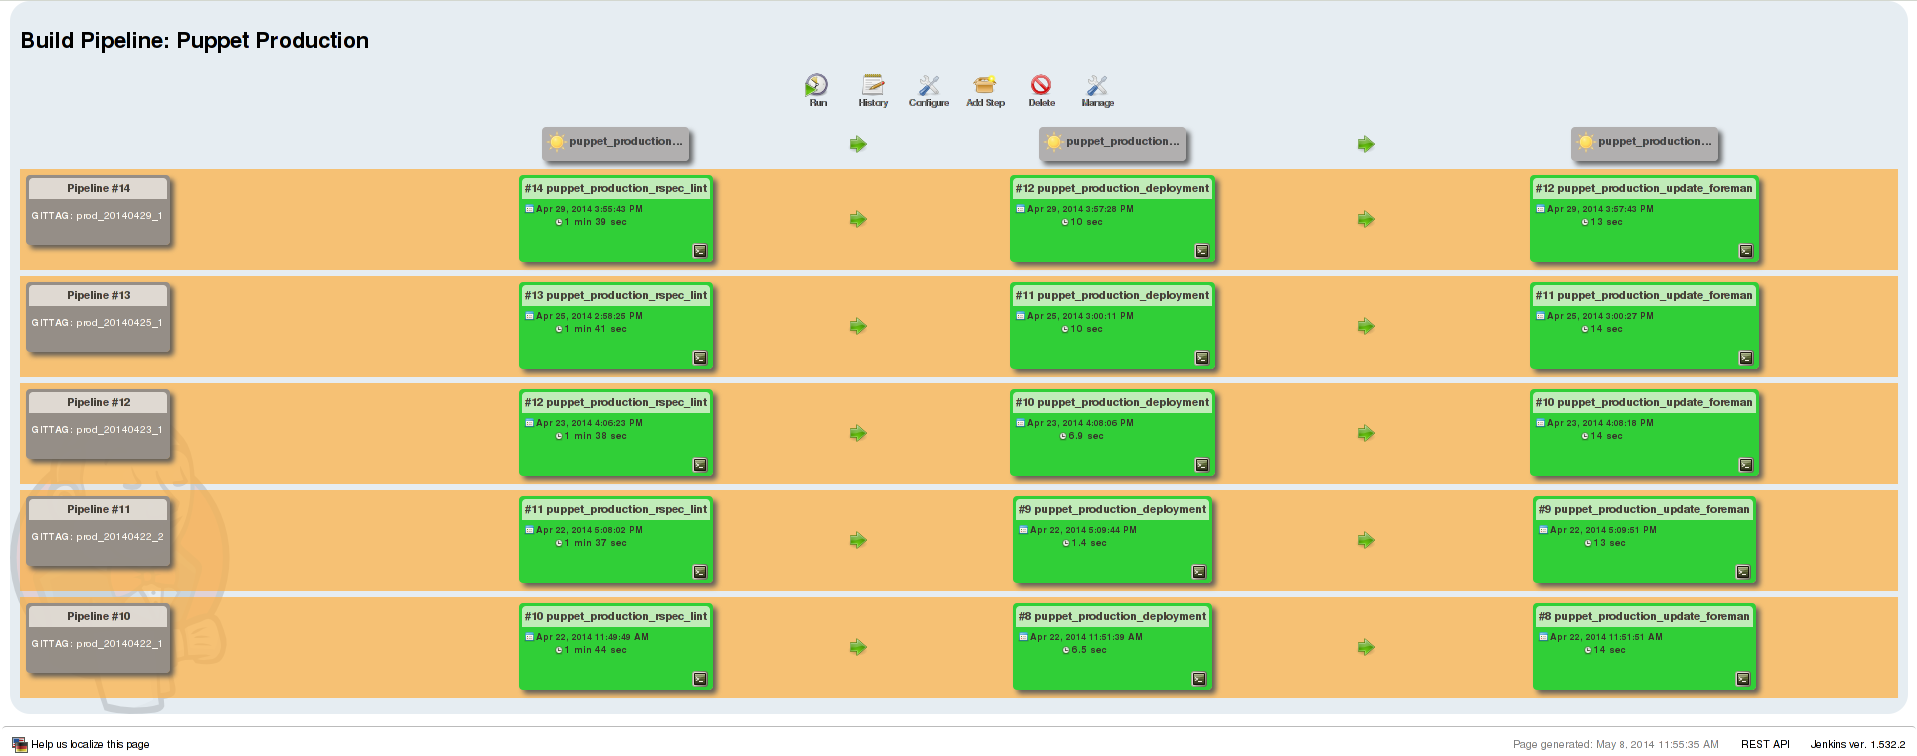 Build Pipeline: Puppet Production
Run History Configure Add Step Delete Manage
puppet_production... puppet_production... puppet_production...
Pipeline #14
GITTAG: prod_20140429_1
#14 puppet_production_rspec_lint
Apr 29, 2014 3:55:43 PM
1 min 39 sec
#12 puppet_production_deployment
Apr 29, 2014 3:57:28 PM
10 sec
#12 puppet_production_update_foreman
Apr 29, 2014 3:57:43 PM
13 sec
Pipeline #13
GITTAG: prod_20140425_1
#13 puppet_production_rspec_lint
Apr 25, 2014 2:58:25 PM
1 min 41 sec
#11 puppet_production_deployment
Apr 25, 2014 3:00:11 PM
10 sec
#11 puppet_production_update_foreman
Apr 25, 2014 3:00:27 PM
14 sec
Pipeline #12
GITTAG: prod_20140423_1
#12 puppet_production_rspec_lint
Apr 23, 2014 4:06:23 PM
1 min 38 sec
#10 puppet_production_deployment
Apr 23, 2014 4:08:06 PM
6.9 sec
#10 puppet_production_update_foreman
Apr 23, 2014 4:08:18 PM
14 sec
Pipeline #11
GITTAG: prod_20140422_2
#11 puppet_production_rspec_lint
Apr 22, 2014 5:08:02 PM
1 min 37 sec
#9 puppet_production_deployment
Apr 22, 2014 5:09:44 PM
1.4 sec
#9 puppet_production_update_foreman
Apr 22, 2014 5:09:51 PM
13 sec
Pipeline #10
GITTAG: prod_20140422_1
#10 puppet_production_rspec_lint
Apr 22, 2014 11:49:49 AM
1 min 44 sec
#8 puppet_production_deployment
Apr 22, 2014 11:51:39 AM
6.5 sec
#8 puppet_production_update_foreman
Apr 22, 2014 11:51:51 AM
14 sec
Help us localize this page
Page generated: May 8, 2014 11:55:35 AM REST API Jenkins ver. 1.532.2